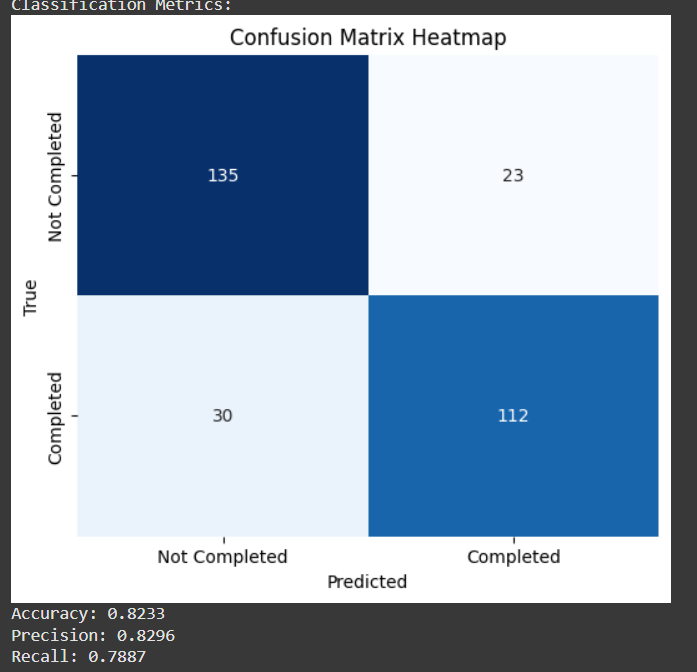 Classification Metrics:
Confusion Matrix Heatmap
Not Completed
135
23
True
Completed
30
112
Not Completed
Completed
Predicted
Accuracy: 0.8233
Precision: 0.8296
Recall: 0.7887